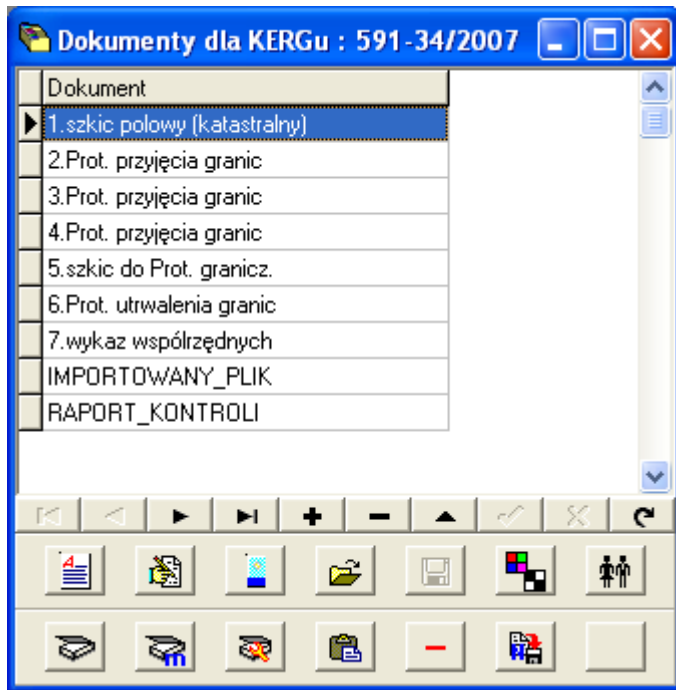 Dokumenty dla KERGu : 591-34/2007
Dokument
1.szkic polowy (katastralny)
2.Prot. przyjęcia granic
3.Prot. przyjęcia granic
4.Prot. przyjęcia granic
5.szkic do Prot. granicz.
6.Prot. utrwalenia granic
7.wykaz współrzędnych
IMPORTOWANY_PLIK
RAPORT_KONTROLI